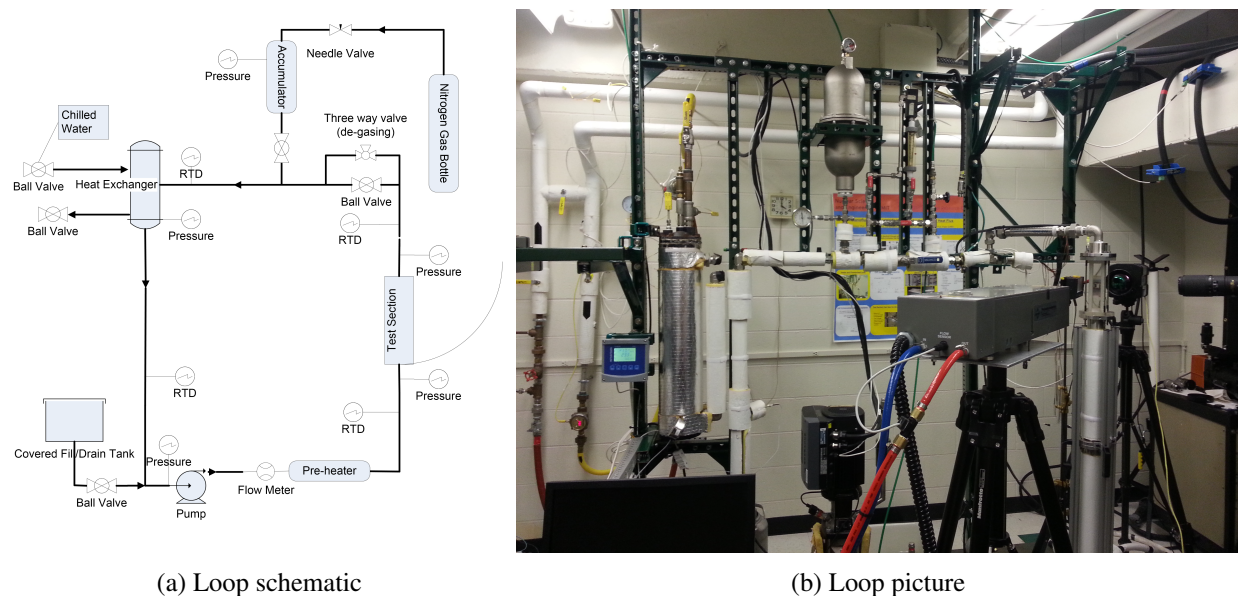 Needle Valve
Pressure
Accumulator
Nitrogen Gas Bottle
Three way valve
(de-gasing)
Chilled
Water
Ball Valve
Heat Exchanger
RTD
Ball Valve
Ball Valve
Pressure
RTD
Pressure
Test Section
RTD
Pressure
RTD
Covered Fill/Drain Tank
Pressure
Ball Valve
Pump
Flow Meter
Pre-heater
(a) Loop schematic
(b) Loop picture